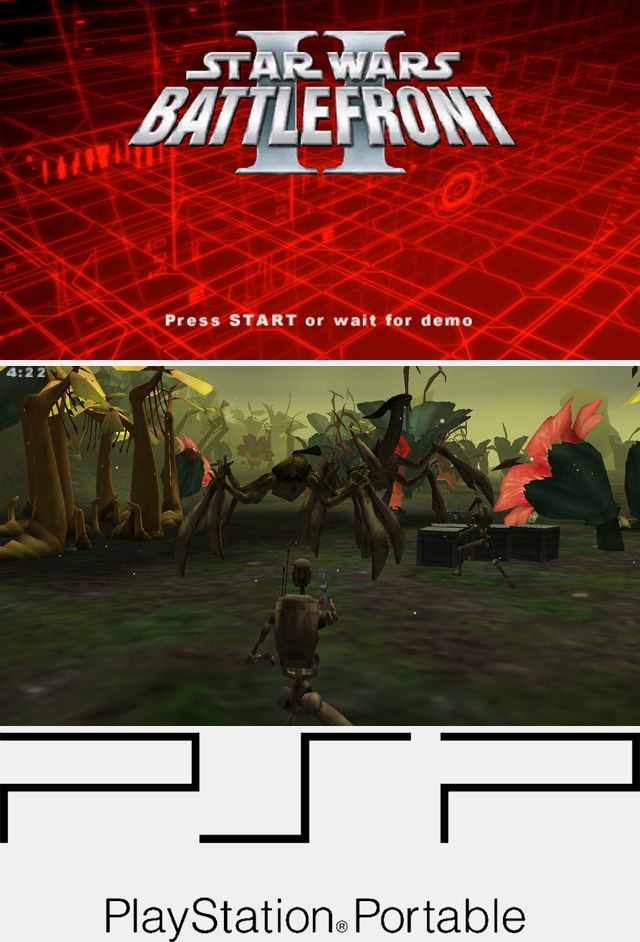 II
STAR WARS
BATTLEFRONT
Press START or wait for demo
4:22
PSP
PlayStation®Portable